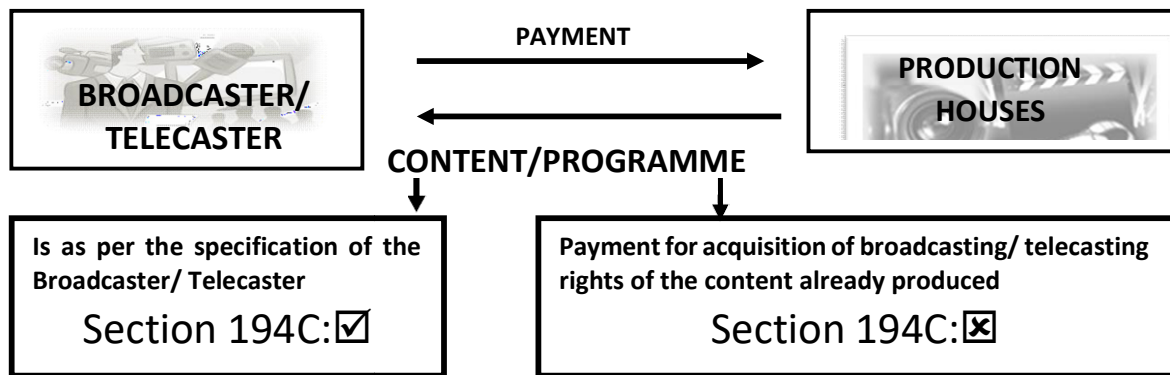 BROADCASTER/
TELECASTER
PAYMENT
PRODUCTION
HOUSES
CONTENT/PROGRAMME
Is as per the specification of the
Broadcaster/ Telecaster
Section 194C:☑
Payment for acquisition of broadcasting/ telecasting
rights of the content already produced
Section 194C:☒